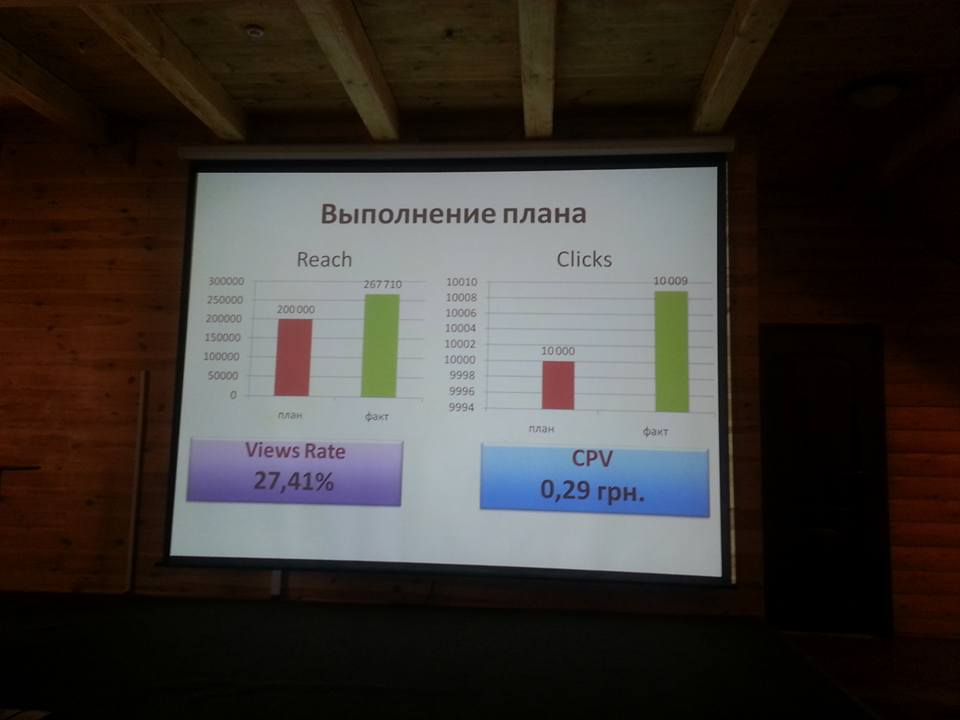 Выполнение плана
Reach
300000
250000
200000
150000
100000
50000
0
200 000
267 710
план
факт
Clicks
10010
10008
10006
10004
10002
10000
9998
9996
9994
10 000
10 009
план
факт
Views Rate
27,41%
CPV
0,29 грн.